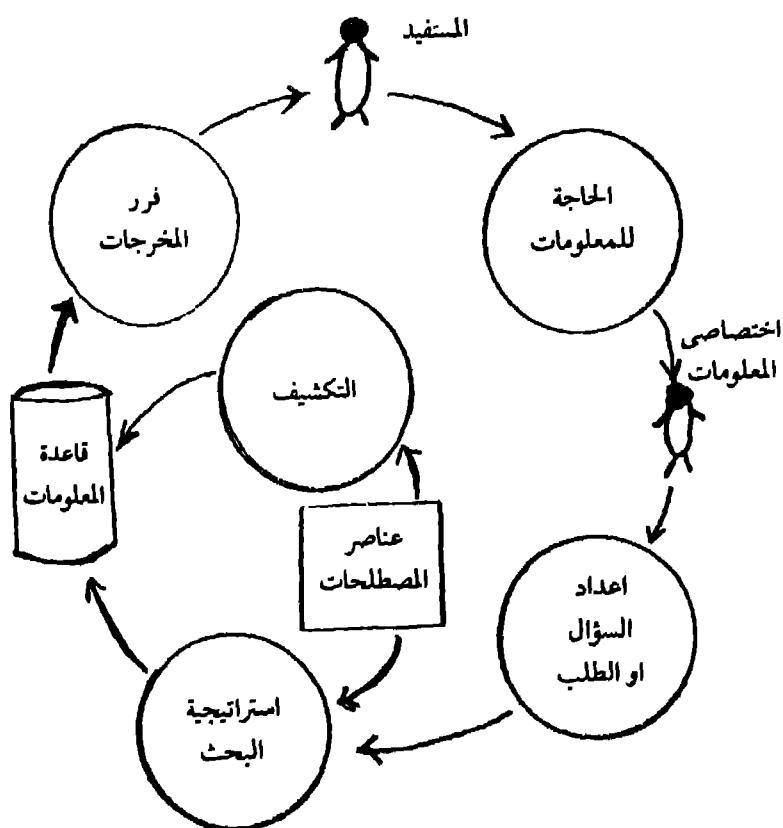 المستفيد
الحاجة
للمعلومات
اختصاصى
المعلومات
اعداد
السؤال
او الطلب
استراتيجية
البحث
عناصر
المصطلحات
التكشيف
قاعدة
المعلومات
فرر
المخرجات